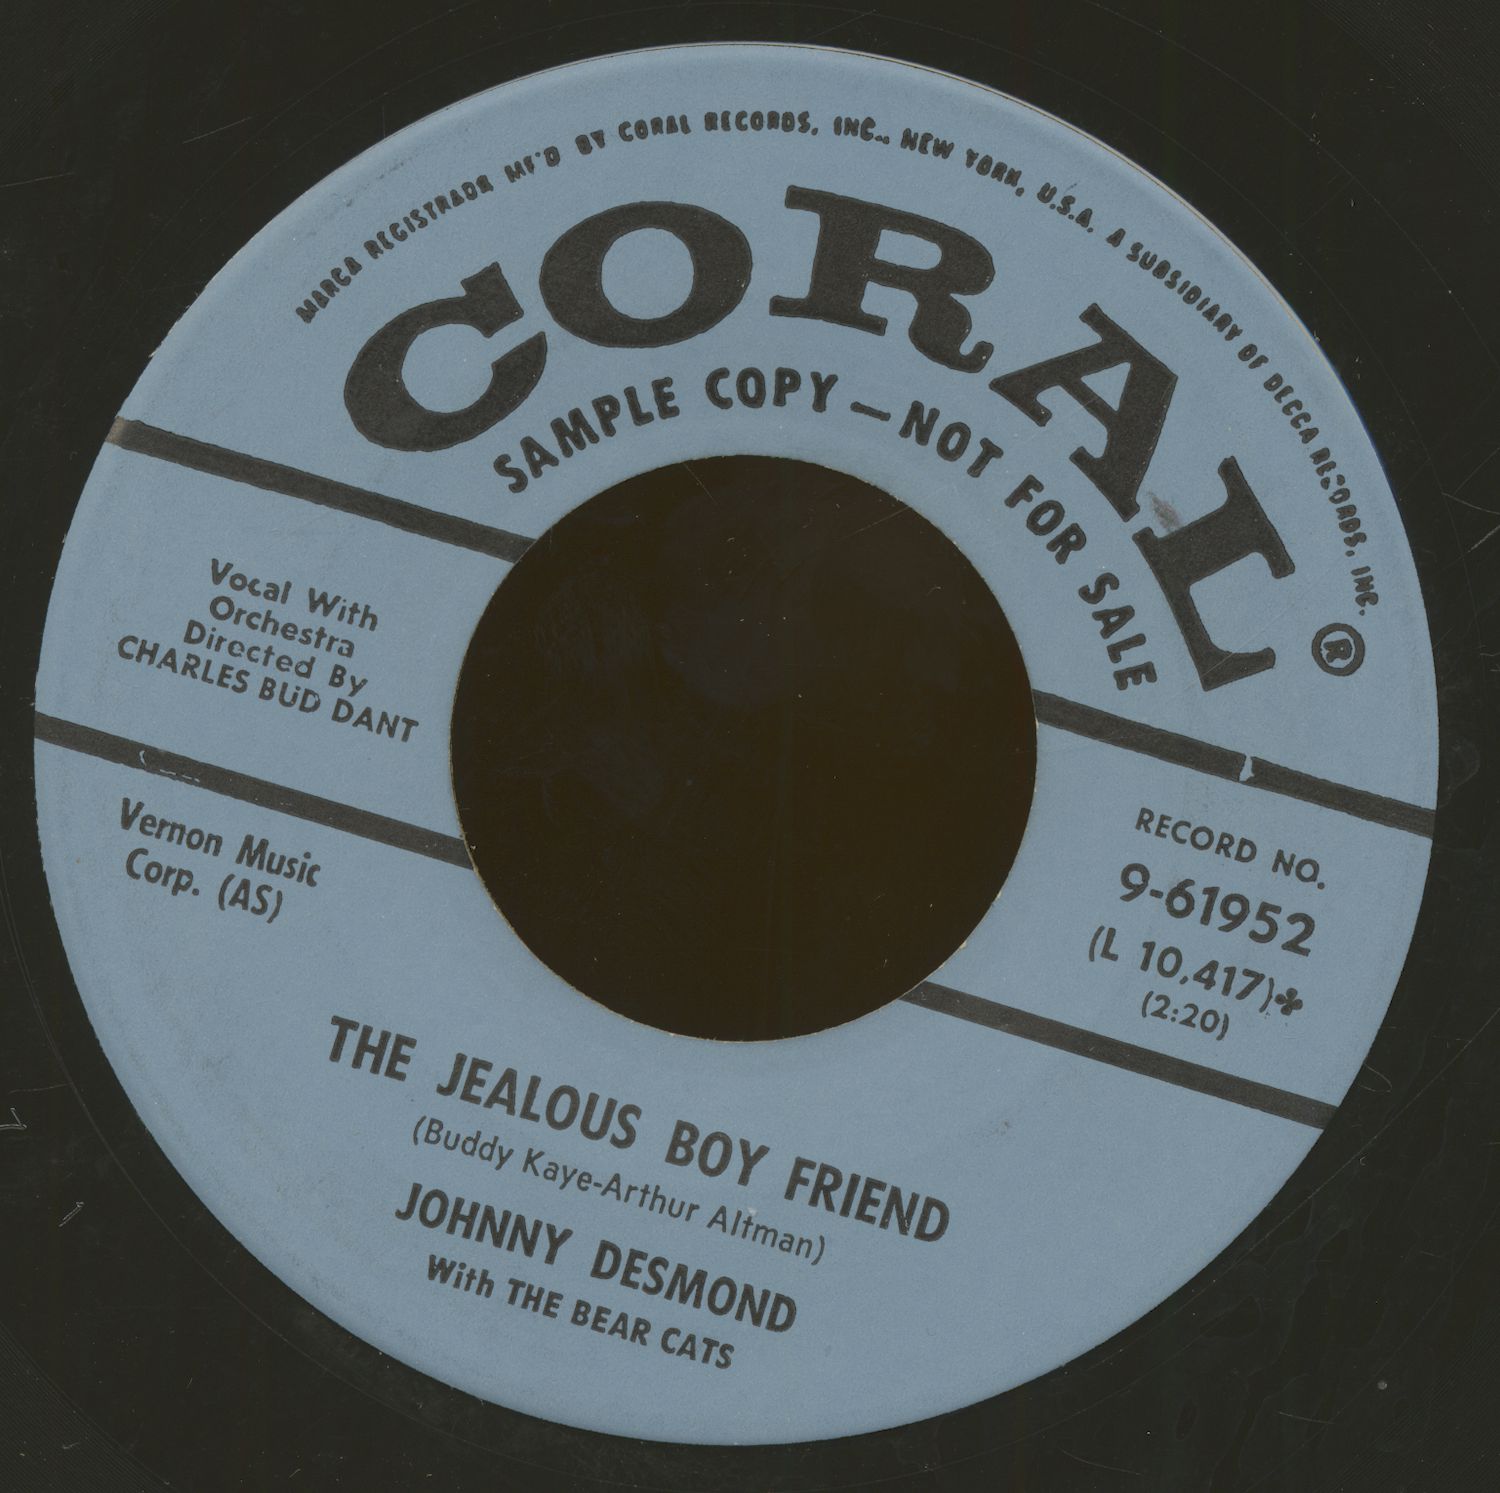 MARCA REGISTRADA MF'D BY CORAL RECORDS, INC., NEW YORK, U.S.A. A SUBSIDIARY OF DECCA RECORDS, INC.
CORAL ®
SAMPLE COPY — NOT FOR SALE
Vocal With
Orchestra
Directed By
CHARLES BUD DANT
Vernon Music
Corp. (AS)
RECORD NO.
9-61952
(L 10,417)✤
(2:20)
THE JEALOUS BOY FRIEND
(Buddy Kaye-Arthur Altman)
JOHNNY DESMOND
With THE BEAR CATS